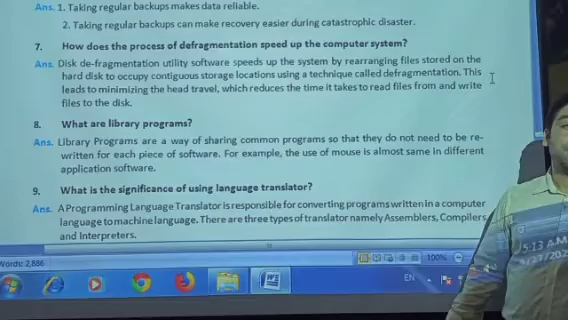 Ans. 1. Taking regular backups makes data reliable.
2. Taking regular backups can make recovery easier during catastrophic disaster.
7. How does the process of defragmentation speed up the computer system?
Ans. Disk de-fragmentation utility software speeds up the system by rearranging files stored on the
hard disk to occupy contiguous storage locations using a technique called defragmentation. This
leads to minimizing the head travel, which reduces the time it takes to read files from and write
files to the disk.
8. What are library programs?
Ans. Library Programs are a way of sharing common programs so that they do not need to be re-
written for each piece of software. For example, the use of mouse is almost same in different
application software.
9. What is the significance of using language translator?
Ans. A Programming Language Translator is responsible for converting programs written in a computer
language to machine language. There are three types of translator namely Assemblers, Compilers
and Interpreters.
Words: 2,886
100%
EN
5:13 AM